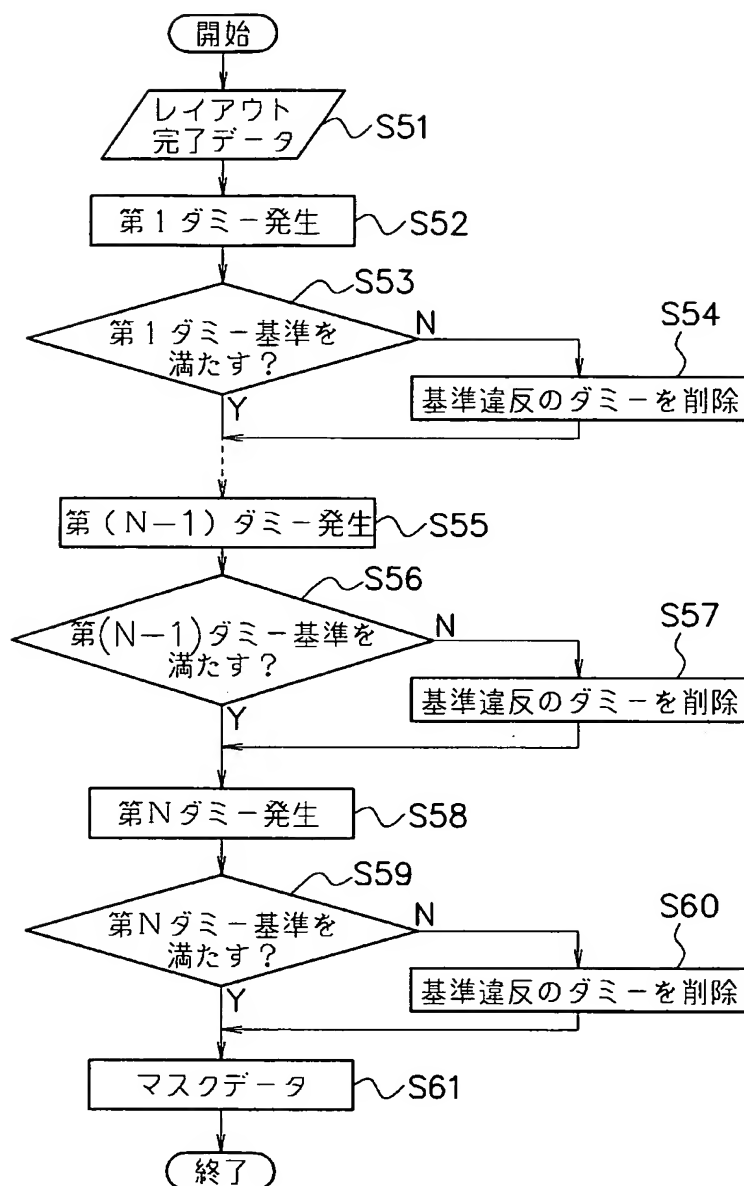 開始
レイアウト
完了データ
S51
第1ダミー発生
S52
S53
第1ダミー基準を
満たす？
N
S54
基準違反のダミーを削除
Y
第(N-1)ダミー発生
S55
S56
第(N-1)ダミー基準を
満たす？
N
S57
基準違反のダミーを削除
Y
第Nダミー発生
S58
S59
第Nダミー基準を
満たす？
N
S60
基準違反のダミーを削除
Y
マスクデータ
S61
終了